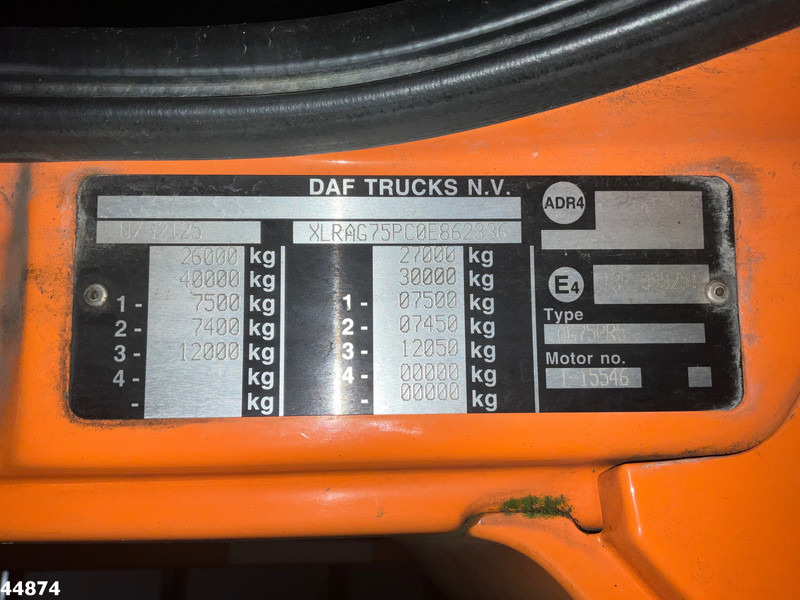 DAF TRUCKS N.V.
ADR4
XLRAG75PC0E862336
26000 kg 27000 kg
40000 kg 30000 kg
1 - 7500 kg 1 - 07500 kg
2 - 7400 kg 2 - 07450 kg
3 - 12000 kg 3 - 12050 kg
4 - kg 4 - 00000 kg
- kg 00000 kg
E4
Type
AG75PR5
Motor no.
-15546
44874